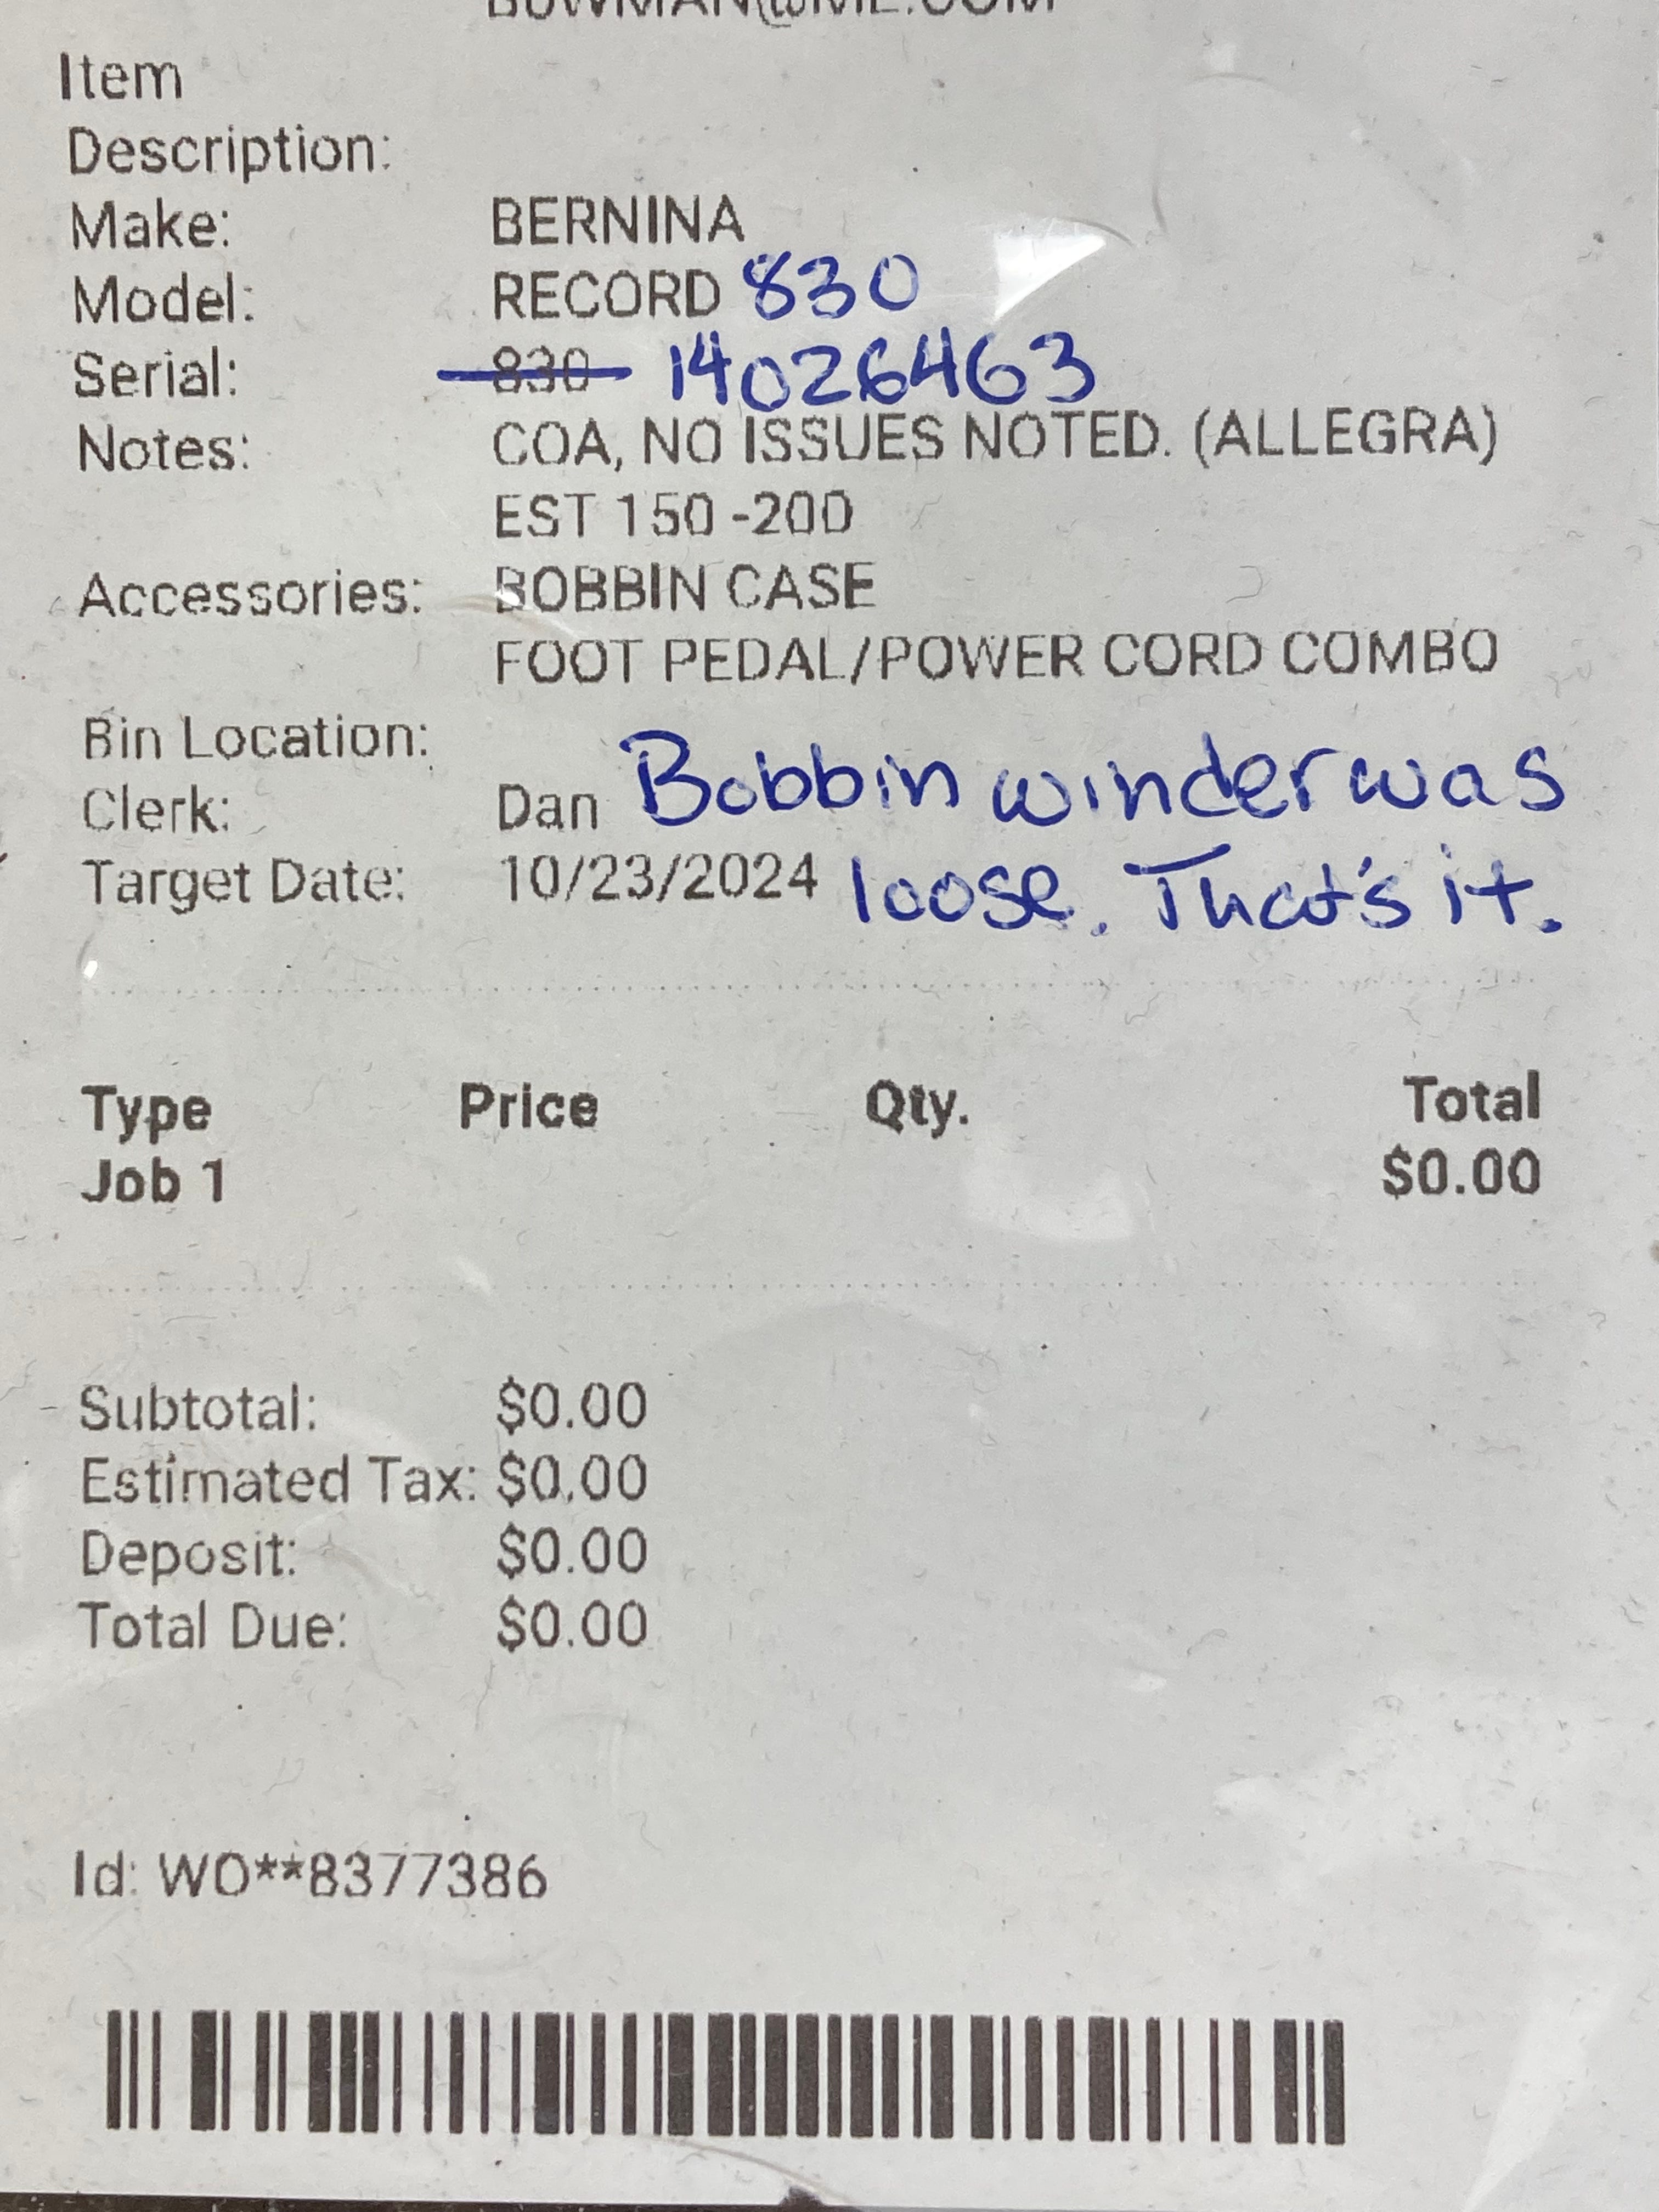 BOWMAN@ME.COM
Item
Description:
Make: BERNINA
Model: RECORD 830
Serial: 830 14026463
Notes: COA, NO ISSUES NOTED. (ALLEGRA)
EST 150 -200
Accessories: BOBBIN CASE
FOOT PEDAL/POWER CORD COMBO
Bin Location:
Clerk: Dan Bobbin winder was
Target Date: 10/23/2024 loose. That's it.
Type Price Qty. Total
Job 1 $0.00
Subtotal: $0.00
Estimated Tax: $0.00
Deposit: $0.00
Total Due: $0.00
Id: WO**8377386